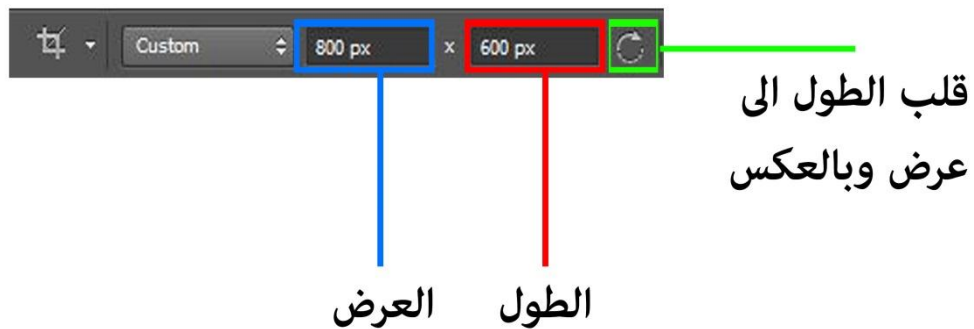 Custom 800 px x 600 px
قلب الطول الى
عرض وبالعكس
العرض
الطول